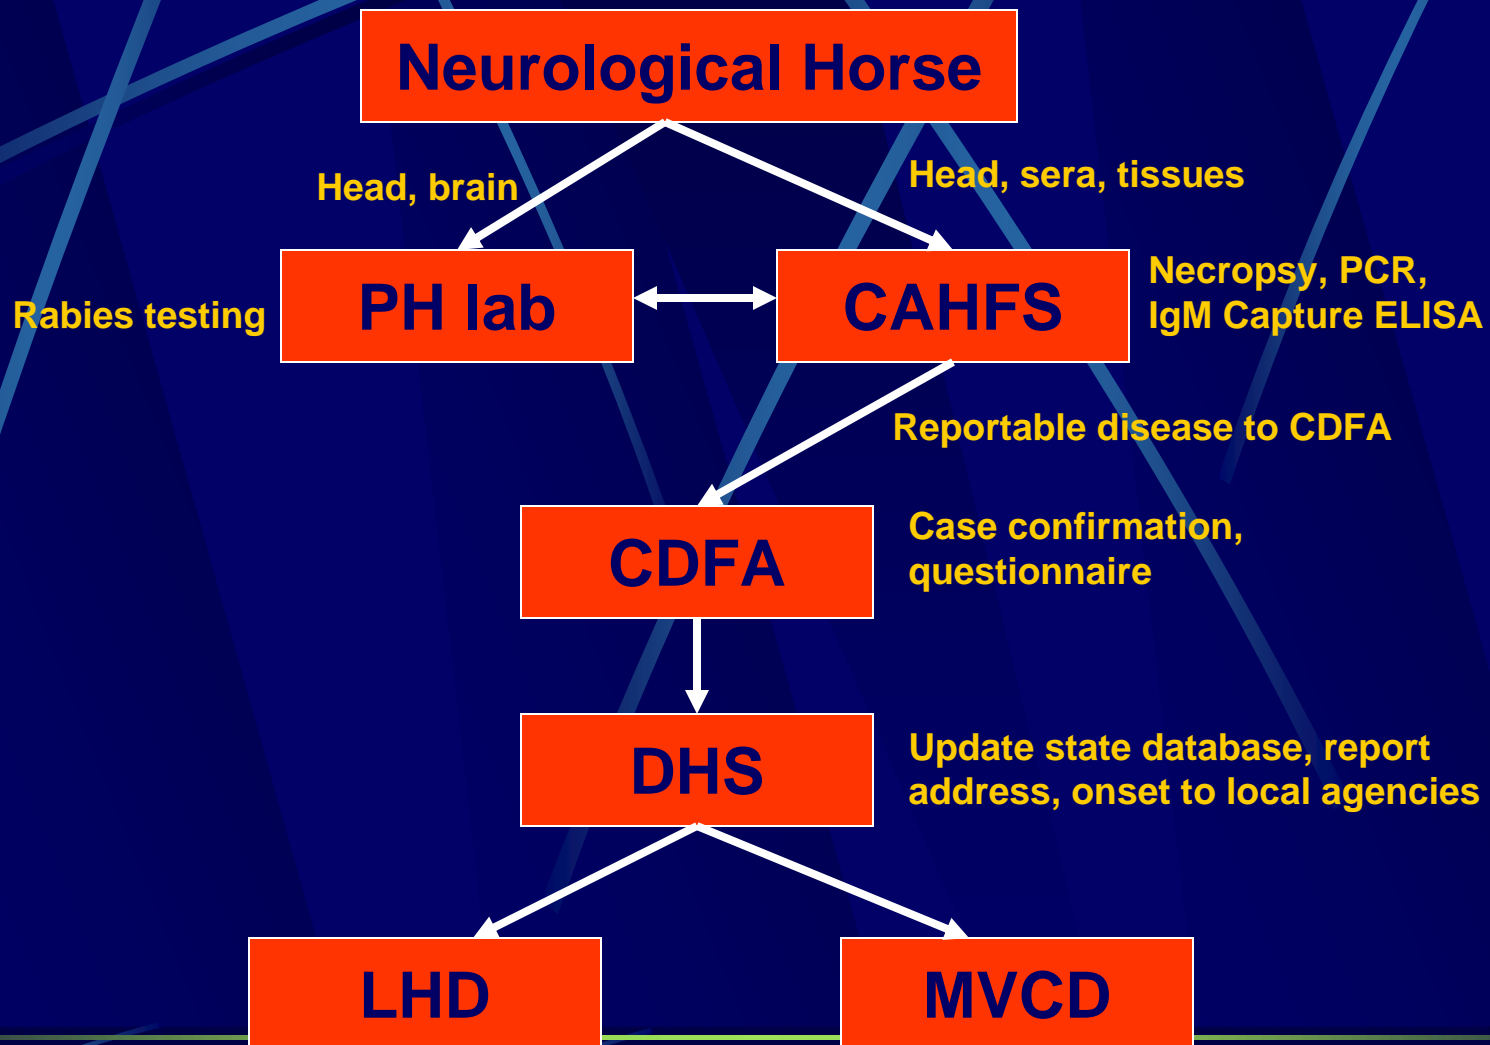 Neurological Horse
Head, brain
Head, sera, tissues
Rabies testing
PH lab
CAHFS
Necropsy, PCR,
IgM Capture ELISA
Reportable disease to CDFA
CDFA
Case confirmation,
questionnaire
DHS
Update state database, report
address, onset to local agencies
LHD
MVCD